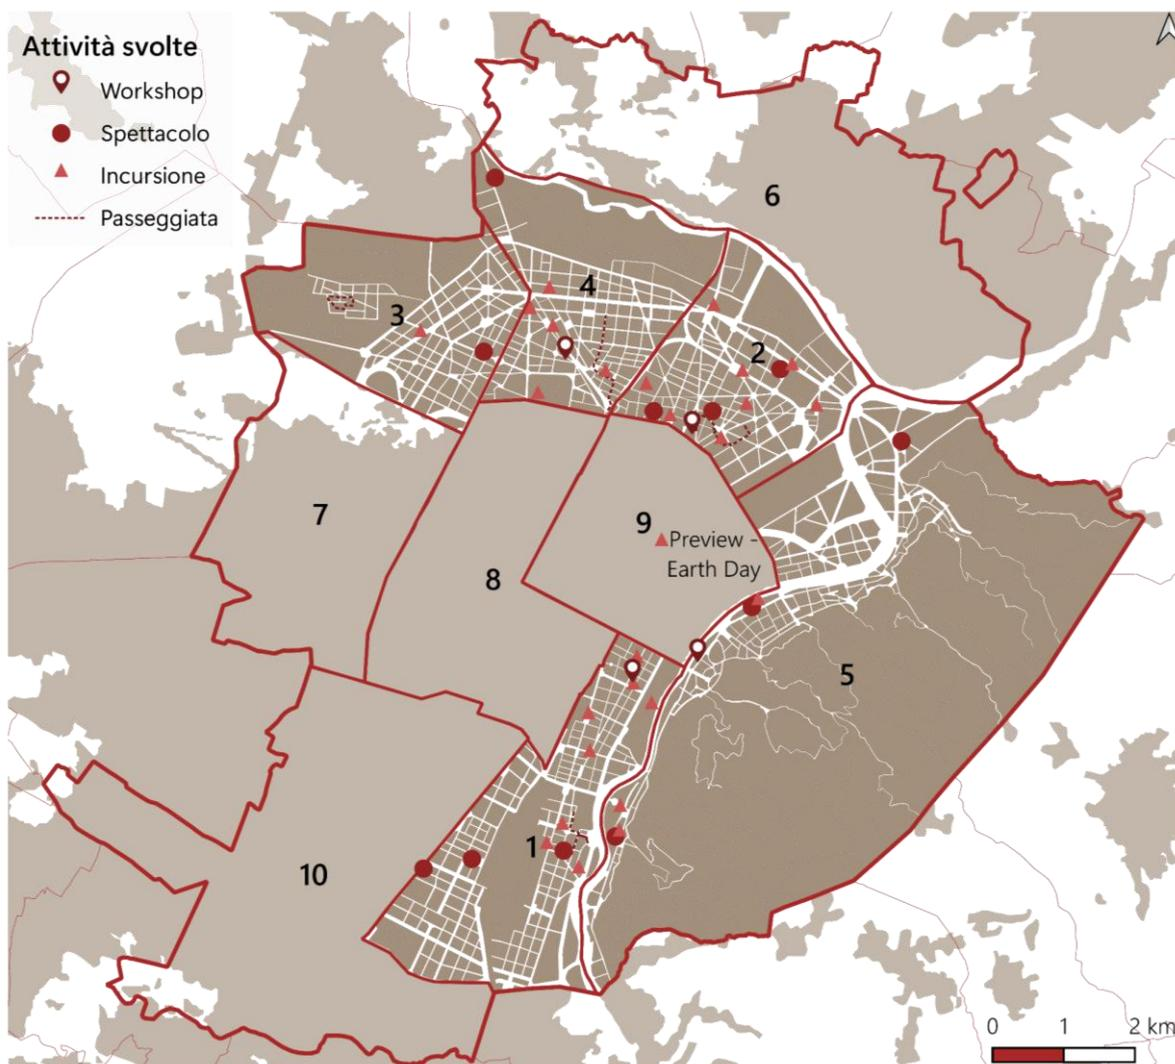 Attività svolte
Workshop
Spettacolo
Incursione
Passeggiata
6
4
3
2
7
9
Preview -
Earth Day
8
5
1
10
0 1 2 km